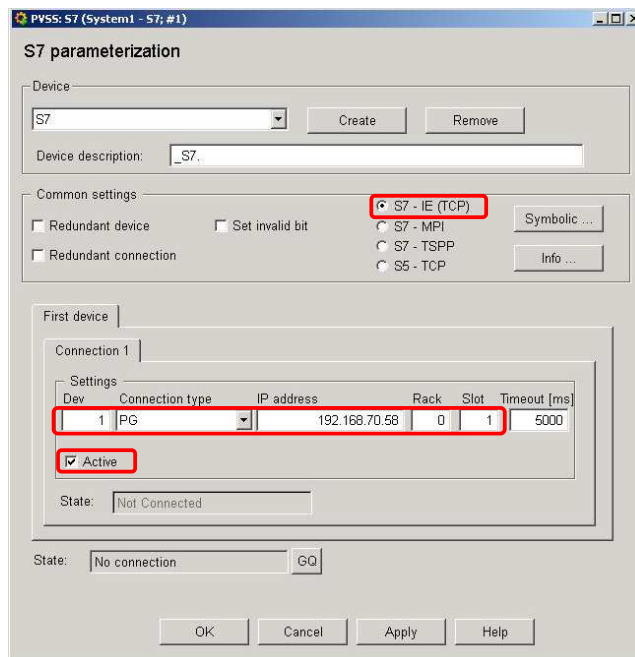 PVSS: S7 (System1 - S7; #1)
S7 parameterization
Device
S7
Create
Remove
Device description: _S7.
Common settings
Redundant device
Set invalid bit
Redundant connection
S7 - IE (TCP)
S7 - MPI
S7 - TSPP
S5 - TCP
Symbolic ...
Info ...
First device
Connection 1
Settings
Dev Connection type IP address Rack Slot Timeout [ms]
1 PG 192.168.70.58 0 1 5000
Active
State: Not Connected
State: No connection GQ
OK Cancel Apply Help